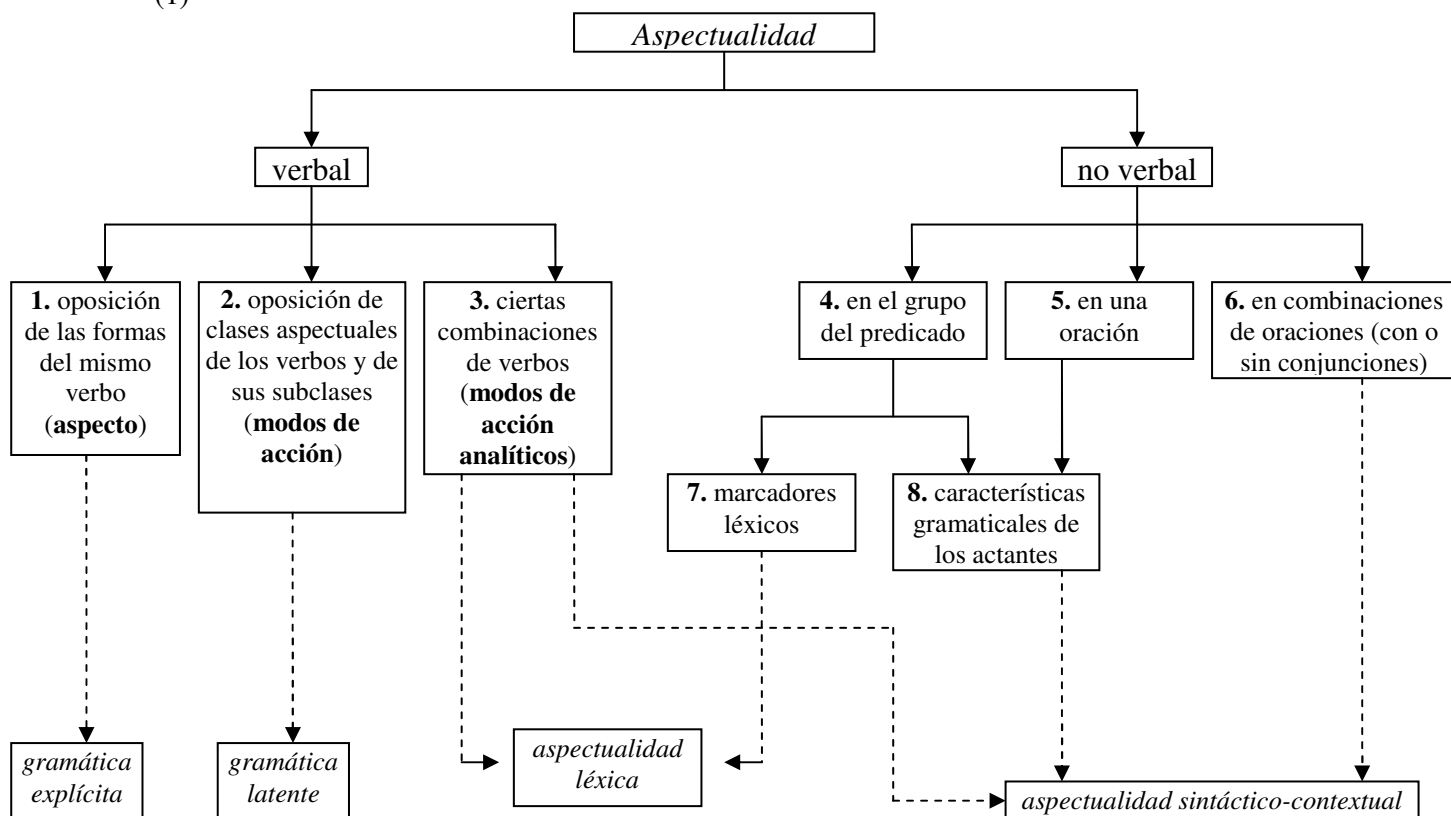 (1)
Aspectualidad
verbal
no verbal
1. oposición
de las formas
del mismo
verbo
(aspecto)
2. oposición de
clases aspectuales
de los verbos y de
sus subclases
(modos de
acción)
3. ciertas
combinaciones
de verbos
(modos de
acción
analíticos)
4. en el grupo
del predicado
5. en una
oración
6. en combinaciones
de oraciones (con o
sin conjunciones)
7. marcadores
léxicos
8. características
gramaticales de
los actantes
gramática
explícita
gramática
latente
aspectualidad
léxica
aspectualidad sintáctico-contextual